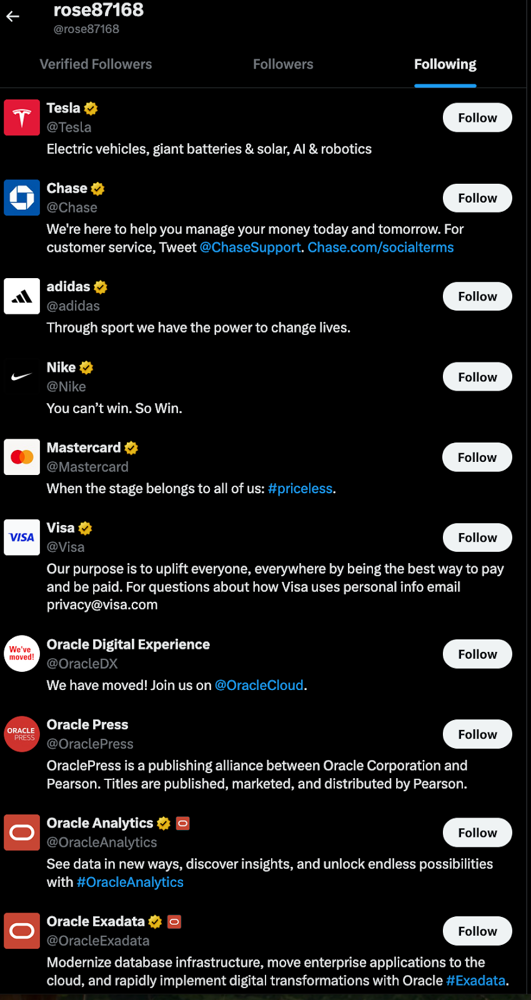 rose87168
@rose87168
Verified Followers Followers Following
Tesla
@Tesla
Follow
Electric vehicles, giant batteries & solar, AI & robotics
Chase
@Chase
Follow
We're here to help you manage your money today and tomorrow. For
customer service, Tweet @ChaseSupport. Chase.com/socialterms
adidas
@adidas
Follow
Through sport we have the power to change lives.
Nike
@Nike
Follow
You can’t win. So Win.
Mastercard
@Mastercard
Follow
When the stage belongs to all of us: #priceless.
VISA
Visa
@Visa
Follow
Our purpose is to uplift everyone, everywhere by being the best way to pay
and be paid. For questions about how Visa uses personal info email
privacy@visa.com
We've
moved!
Oracle Digital Experience
@OracleDX
Follow
We have moved! Join us on @OracleCloud.
ORACLE
PRESS
Oracle Press
@OraclePress
Follow
OraclePress is a publishing alliance between Oracle Corporation and
Pearson. Titles are published, marketed, and distributed by Pearson.
Oracle Analytics
@OracleAnalytics
Follow
See data in new ways, discover insights, and unlock endless possibilities
with #OracleAnalytics
Oracle Exadata
@OracleExadata
Follow
Modernize database infrastructure, move enterprise applications to the
cloud, and rapidly implement digital transformations with Oracle #Exadata.